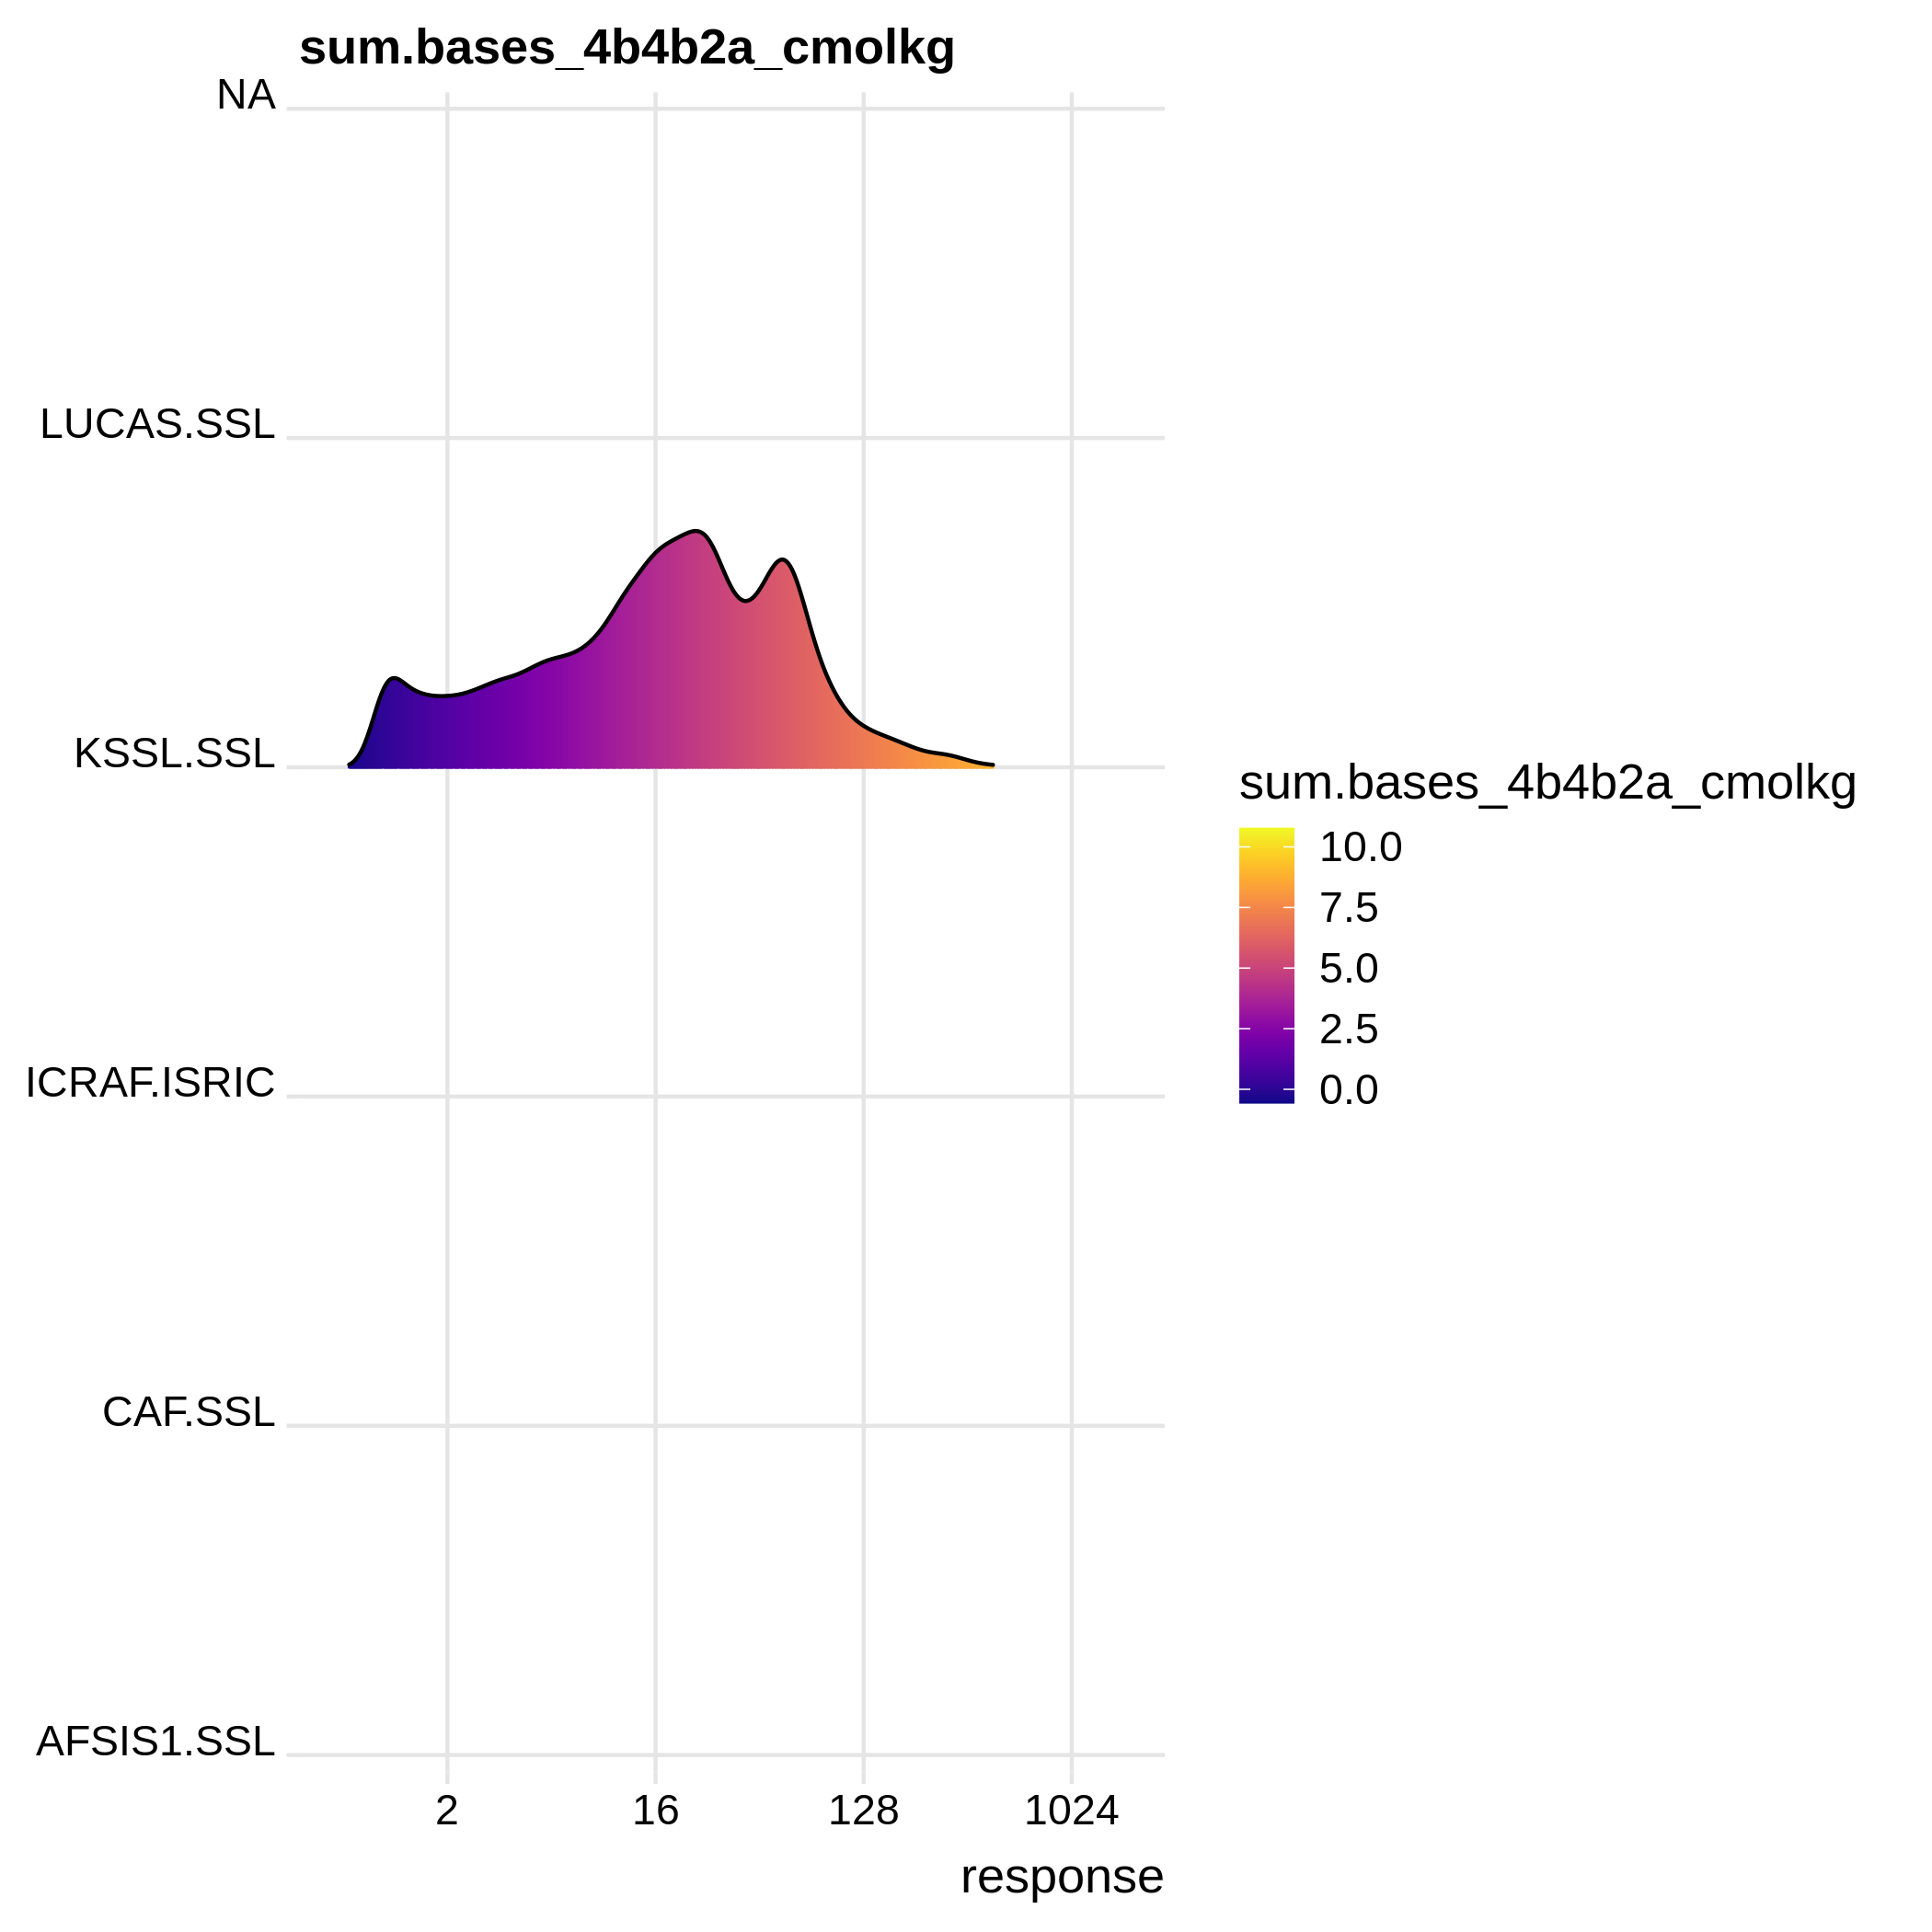 sum.bases_4b4b2a_cmolkg
NA
LUCAS.SSL
KSSL.SSL
ICRAF.ISRIC
CAF.SSL
AFSIS1.SSL
2 16 128 1024
response
sum.bases_4b4b2a_cmolkg
10.0
7.5
5.0
2.5
0.0